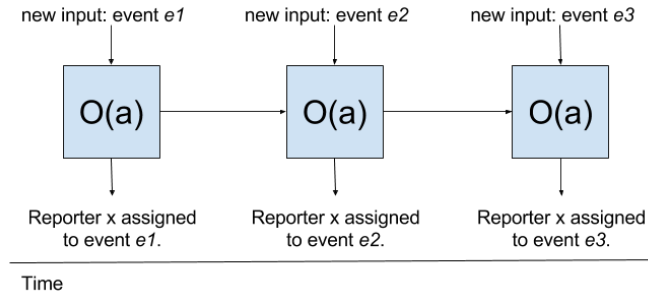 new input: event e1
new input: event e2
new input: event e3
O(a)
O(a)
O(a)
Reporter x assigned
to event e1.
Reporter x assigned
to event e2.
Reporter x assigned
to event e3.
Time